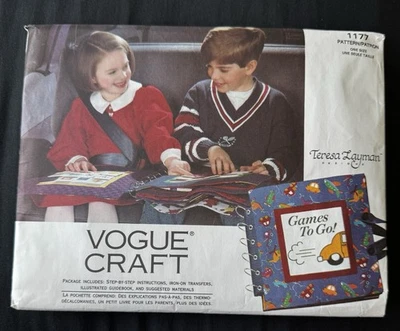 1177
PATTERN/PATRON
ONE SIZE
UNE SEULE TAILLE
Teresa Layman
DESIGNS
Games
To Go!
VOGUE®
CRAFT
PACKAGE INCLUDES: STEP-BY-STEP INSTRUCTIONS, IRON-ON TRANSFERS,
ILLUSTRATED GUIDEBOOK, AND SUGGESTED MATERIALS
LA POCHETTE COMPREND: DES EXPLICATIONS PAS-A-PAS, DES THERMO-
DÉCALCOMANIES, UN PETIT LIVRE POUR LES PARENTS, PLUS DES IDÉES.